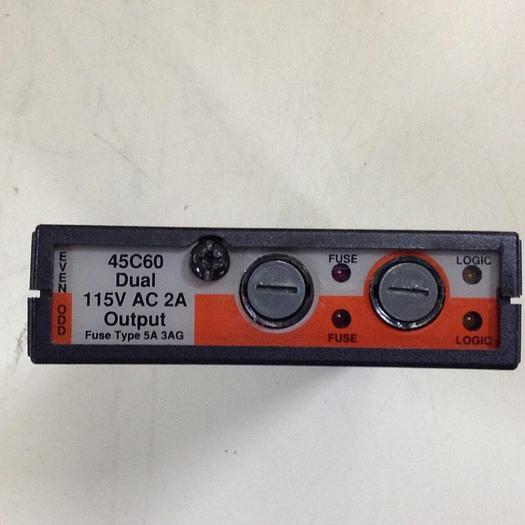 EVEN
ODD
45C60
Dual
115V AC 2A
Output
Fuse Type 5A 3AG
FUSE
LOGIC
FUSE
LOGIC